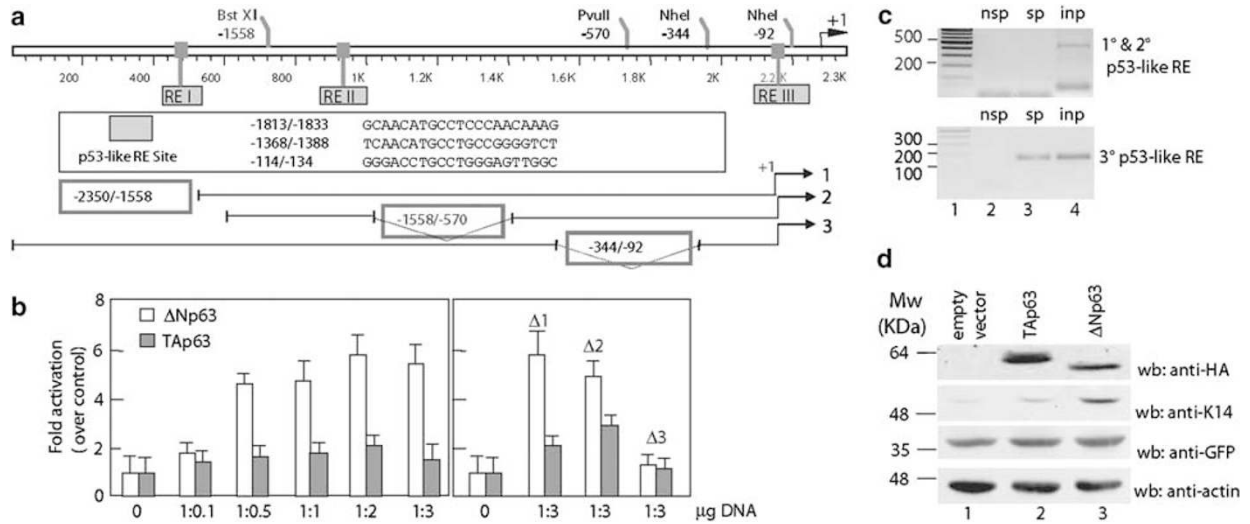 a
Bst XI
-1558
PvuII
-570
NheI
-344
NheI
-92
+1
200 400 600 800 1K 1.2K 1.4K 1.6K 1.8K 2K 2.2K 2.3K
RE I
RE II
RE III
p53-like RE Site
-1813/-1833 GCAACATGCCTCCCAACAAAG
-1368/-1388 TCAACATGCCTGCCGGGGTCT
-114/-134 GGGACCTGCCTGGGAGTTGGC
+1
-2350/-1558
1
-1558/-570
2
-344/-92
3
b
Fold activation
(over control)
8
6
4
2
0
ΔNp63
TAp63
Δ1
Δ2
Δ3
0 1:0.1 1:0.5 1:1 1:2 1:3 0 1:3 1:3 1:3 μg DNA
c
nsp sp inp
500
200
1° & 2°
p53-like RE
nsp sp inp
300
200
100
3° p53-like RE
1 2 3 4
d
Mw
(KDa)
empty
vector
TAp63
ΔNp63
64
wb: anti-HA
48
wb: anti-K14
35
wb: anti-GFP
48
wb: anti-actin
1 2 3